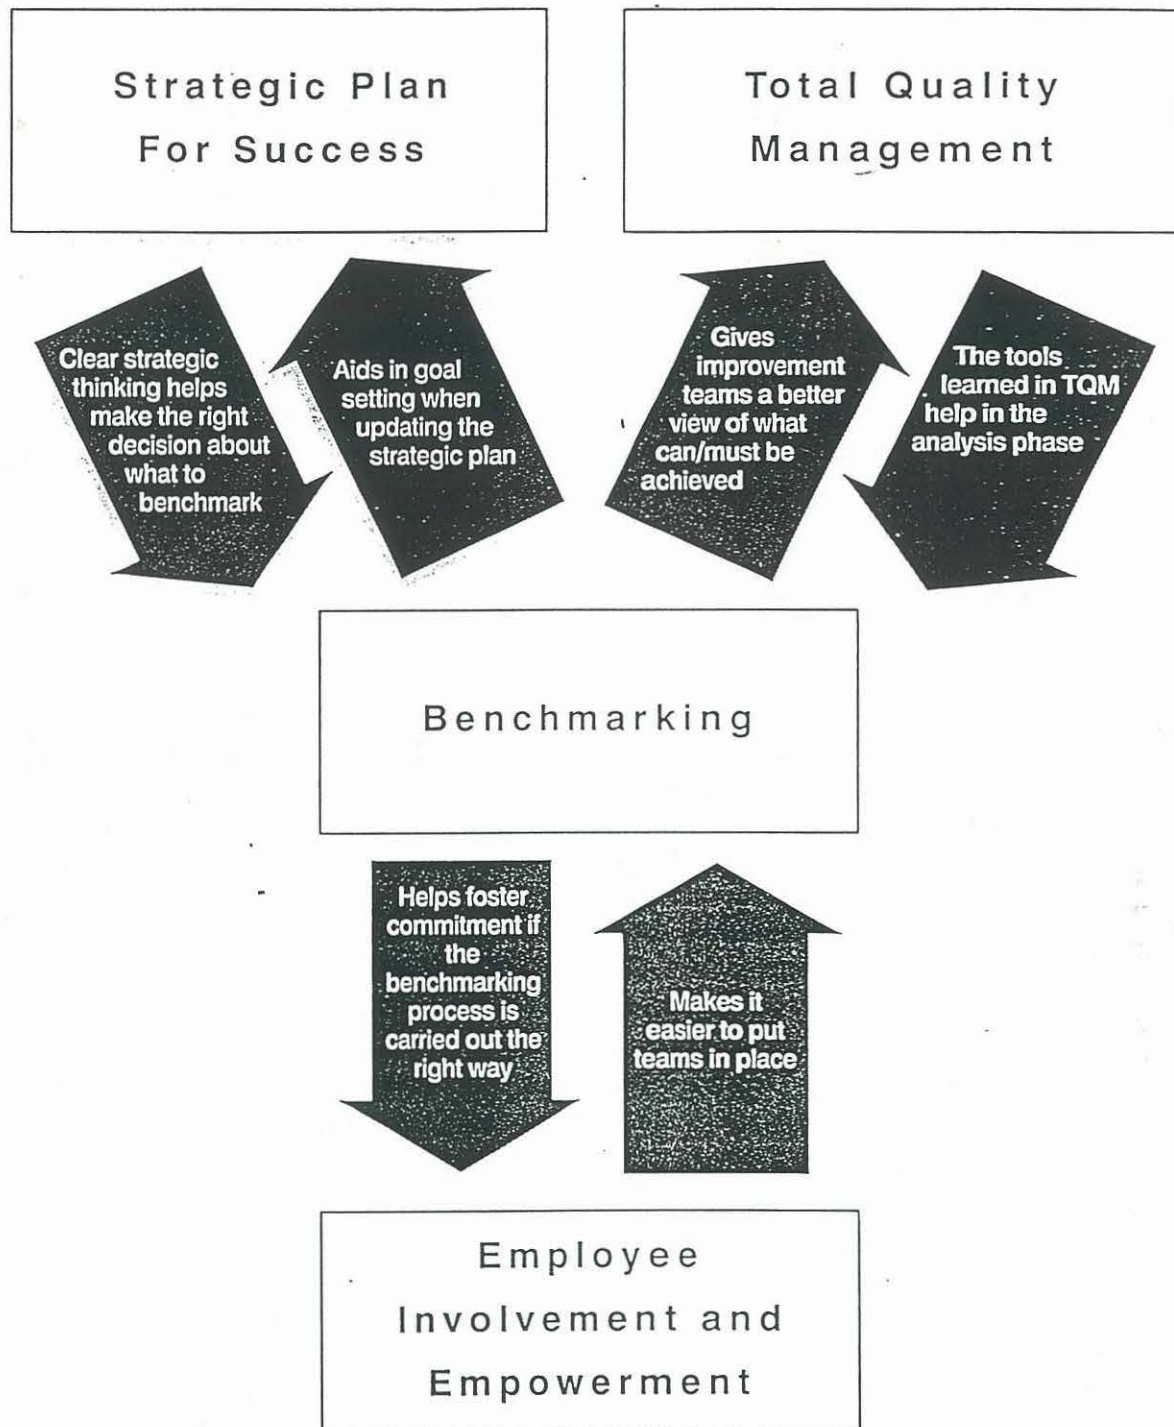 Strategic Plan
For Success
Total Quality
Management
Clear strategic
thinking helps
make the right
decision about
what to
benchmark
Aids in goal
setting when
updating the
strategic plan
Gives
improvement
teams a better
view of what
can/must be
achieved
The tools
learned in TQM
help in the
analysis phase
Benchmarking
Helps foster
commitment if
the
benchmarking
process is
carried out the
right way
Makes it
easier to put
teams in place
Employee
Involvement and
Empowerment